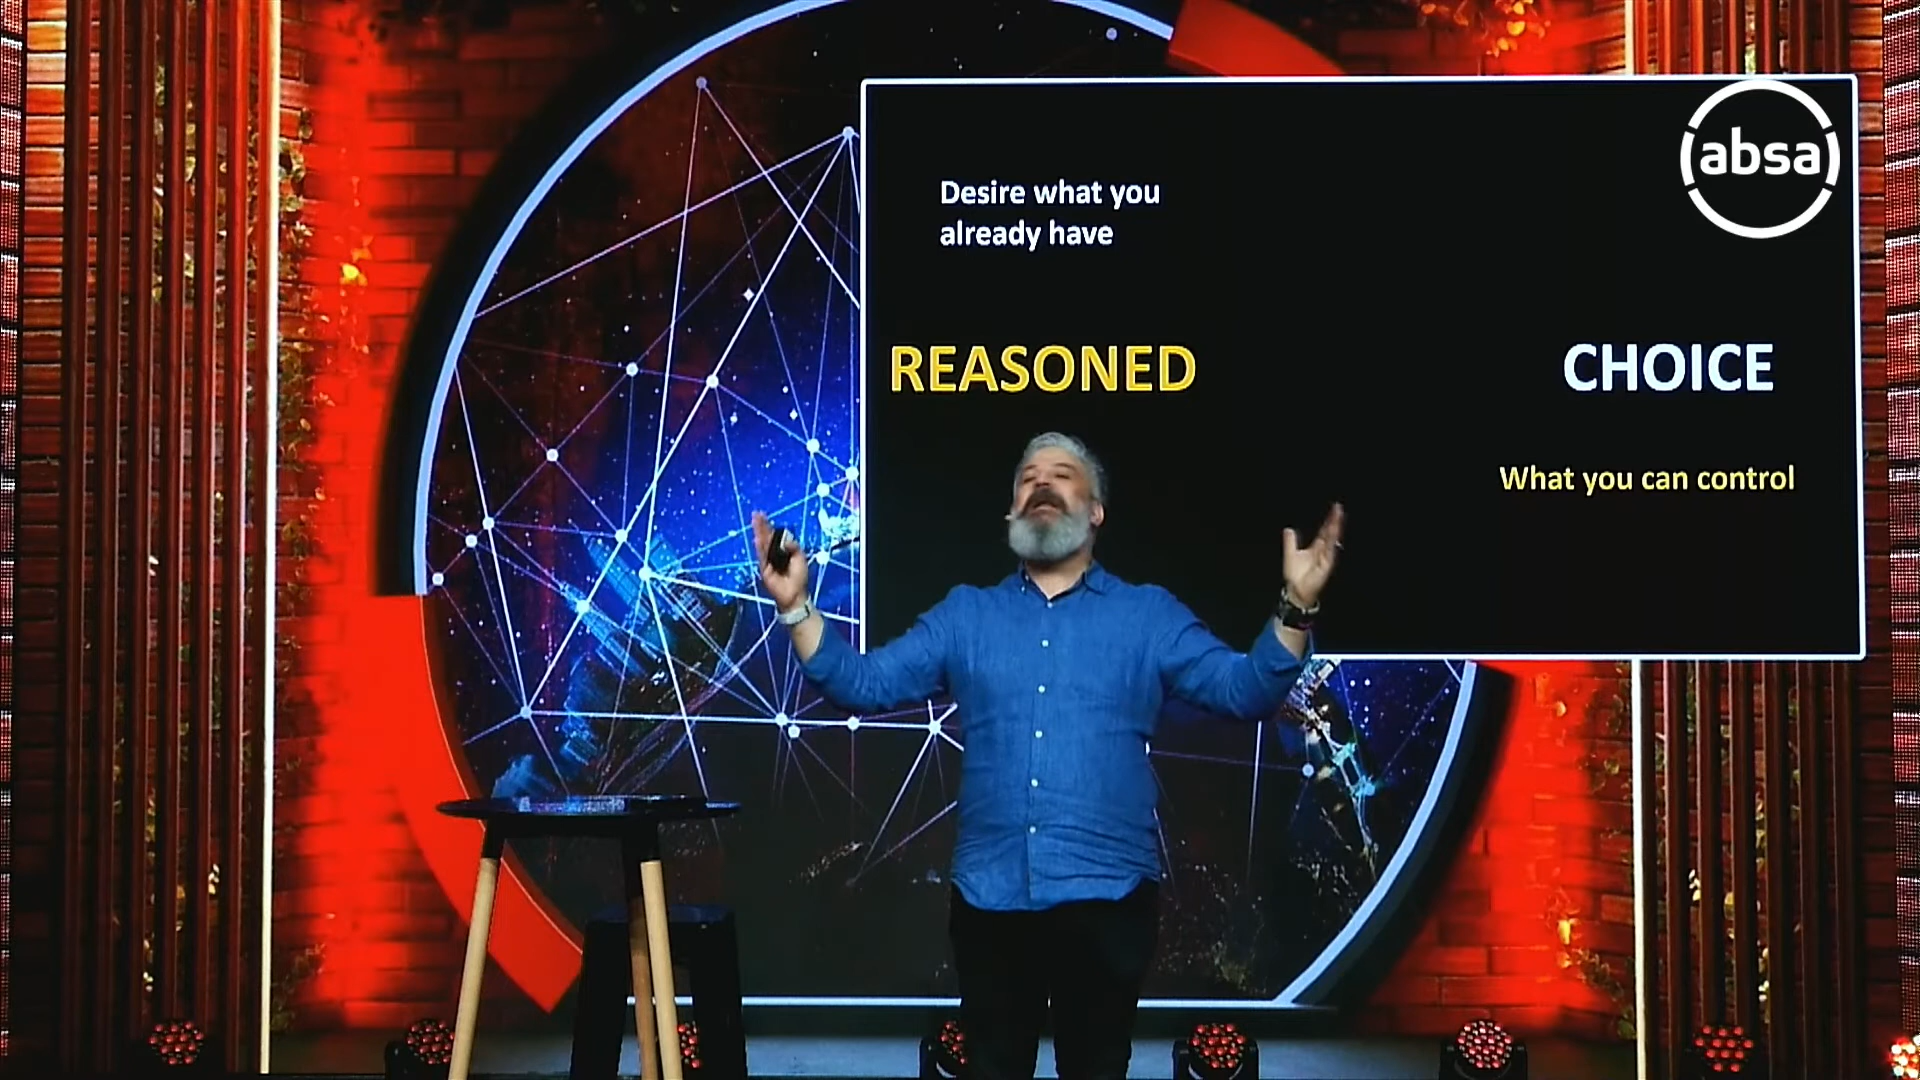 absa
Desire what you
already have
REASONED
CHOICE
What you can control